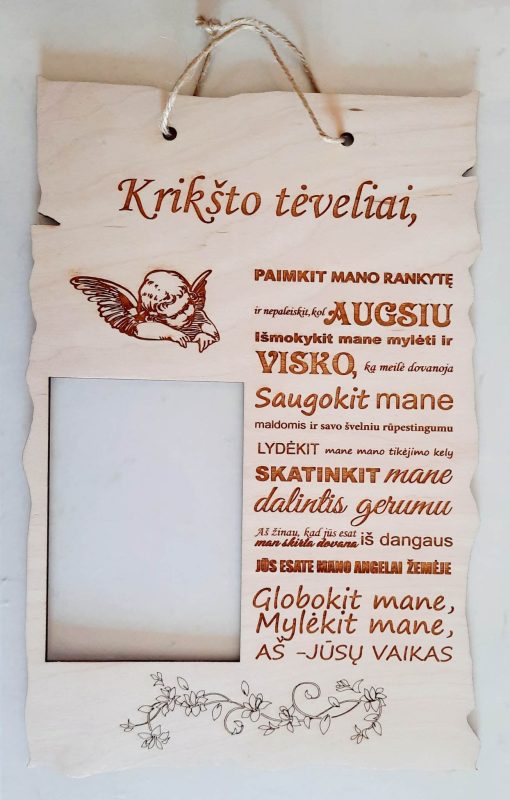 Krikšto tėveliai,
PAIMKIT MANO RANKYTĘ
ir nepaleiskit, kol AUGSIU
Išmokykit mane mylėti ir
VISKO, ką meilė dovanoja
Saugokit mane
maldomis ir savo švelniu rūpestingumu
LYDĖKIT mane mano tikėjimo kely
SKATINKIT mane
dalintis gerumu
Aš žinau, kad jūs esat
man skirta dovana iš dangaus
JŪS ESATE MANO ANGELAI ŽEMĖJE
Globokit mane,
Mylėkit mane,
AŠ -JŪSŲ VAIKAS